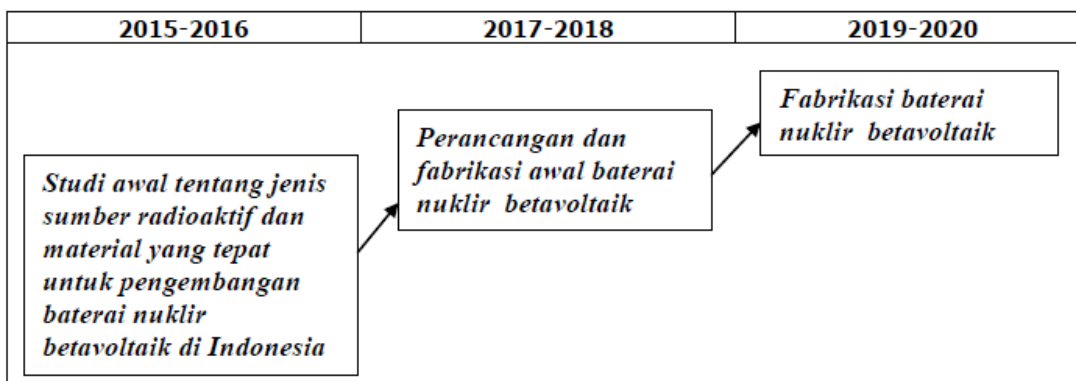 2015-2016
2017-2018
2019-2020
Studi awal tentang jenis
sumber radioaktif dan
material yang tepat
untuk pengembangan
baterai nuklir
betavoltaik di Indonesia
Perancangan dan
fabrikasi awal baterai
nuklir betavoltaik
Fabrikasi baterai
nuklir betavoltaik